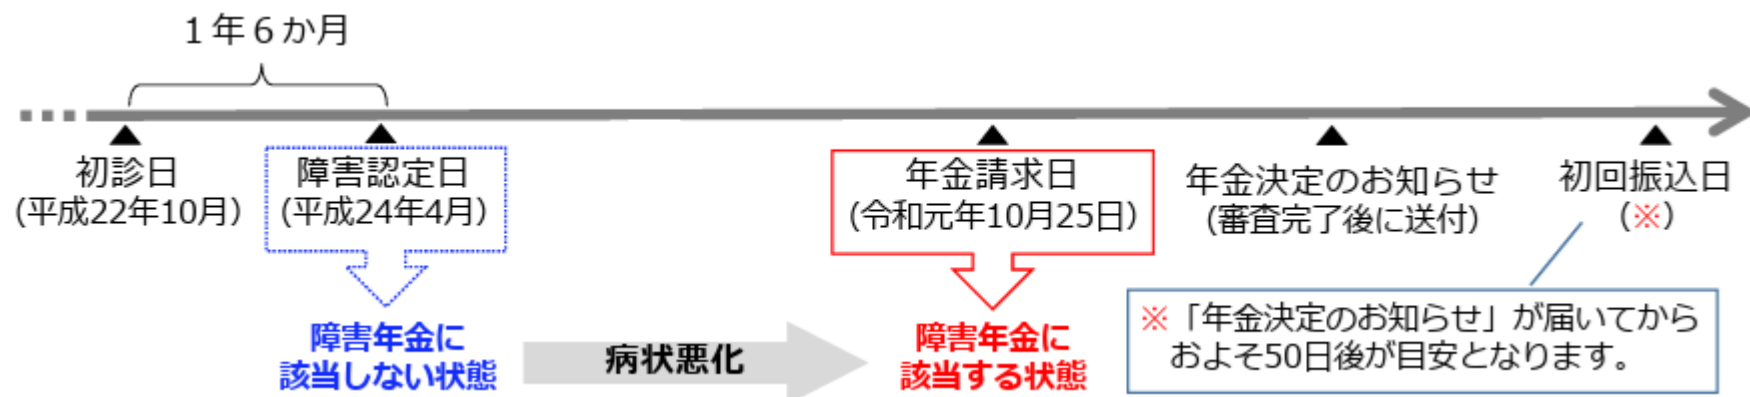 １年６か月
初診日
(平成22年10月)
障害認定日
(平成24年4月)
年金請求日
(令和元年10月25日)
年金決定のお知らせ
(審査完了後に送付)
初回振込日
(※)
障害年金に
該当しない状態
病状悪化
障害年金に
該当する状態
※「年金決定のお知らせ」が届いてから
およそ50日後が目安となります。